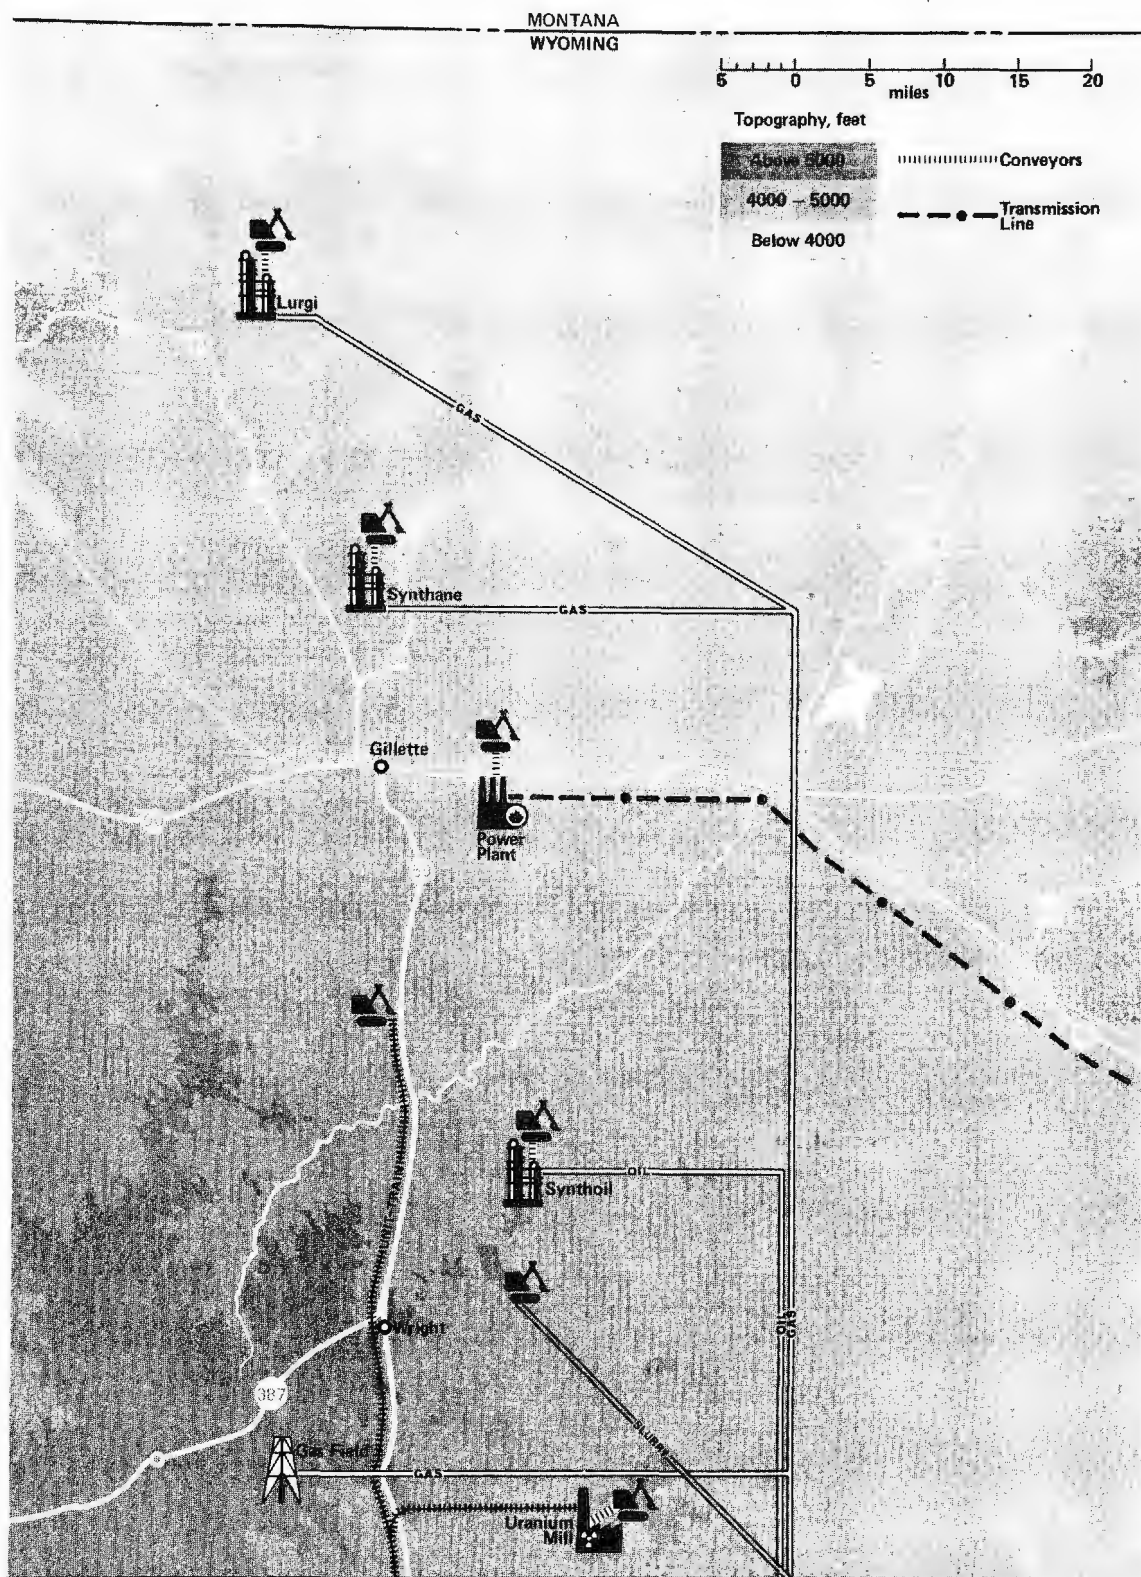 MONTANA
WYOMING
5 0 5 10 15 20
miles
Topography, feet
Above 5000
4000 – 5000
Below 4000
Conveyors
Transmission
Line
Lurgi
GAS
Synthane
GAS
Gillette
Power
Plant
UNIT-TRAIN
OIL
Synthoil
OIL
GAS
Wright
387
SLURRY
Gas Field
GAS
Uranium
Mill